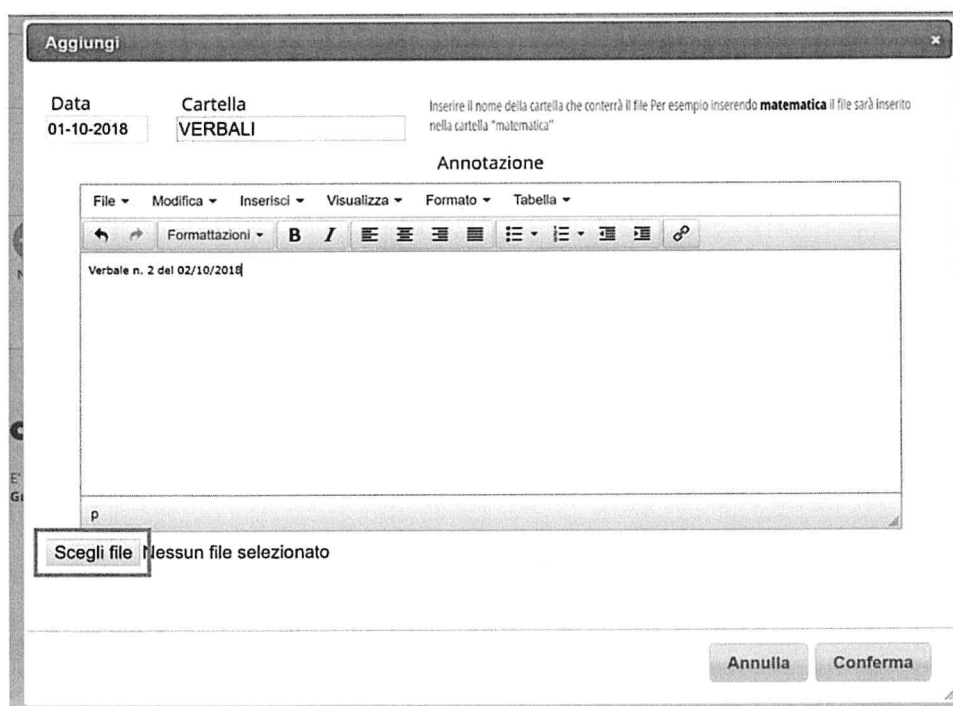 Aggiungi
Data
Cartella
Inserire il nome della cartella che conterrà il file Per esempio inserendo matematica il file sarà inserito
01-10-2018
VERBALI
nella cartella "matematica"
Annotazione
File Modifica Inserisci Visualizza Formato Tabella
Formattazioni B I
Verbale n. 2 del 02/10/2018
E'
p
Scegli file Nessun file selezionato
Annulla Conferma